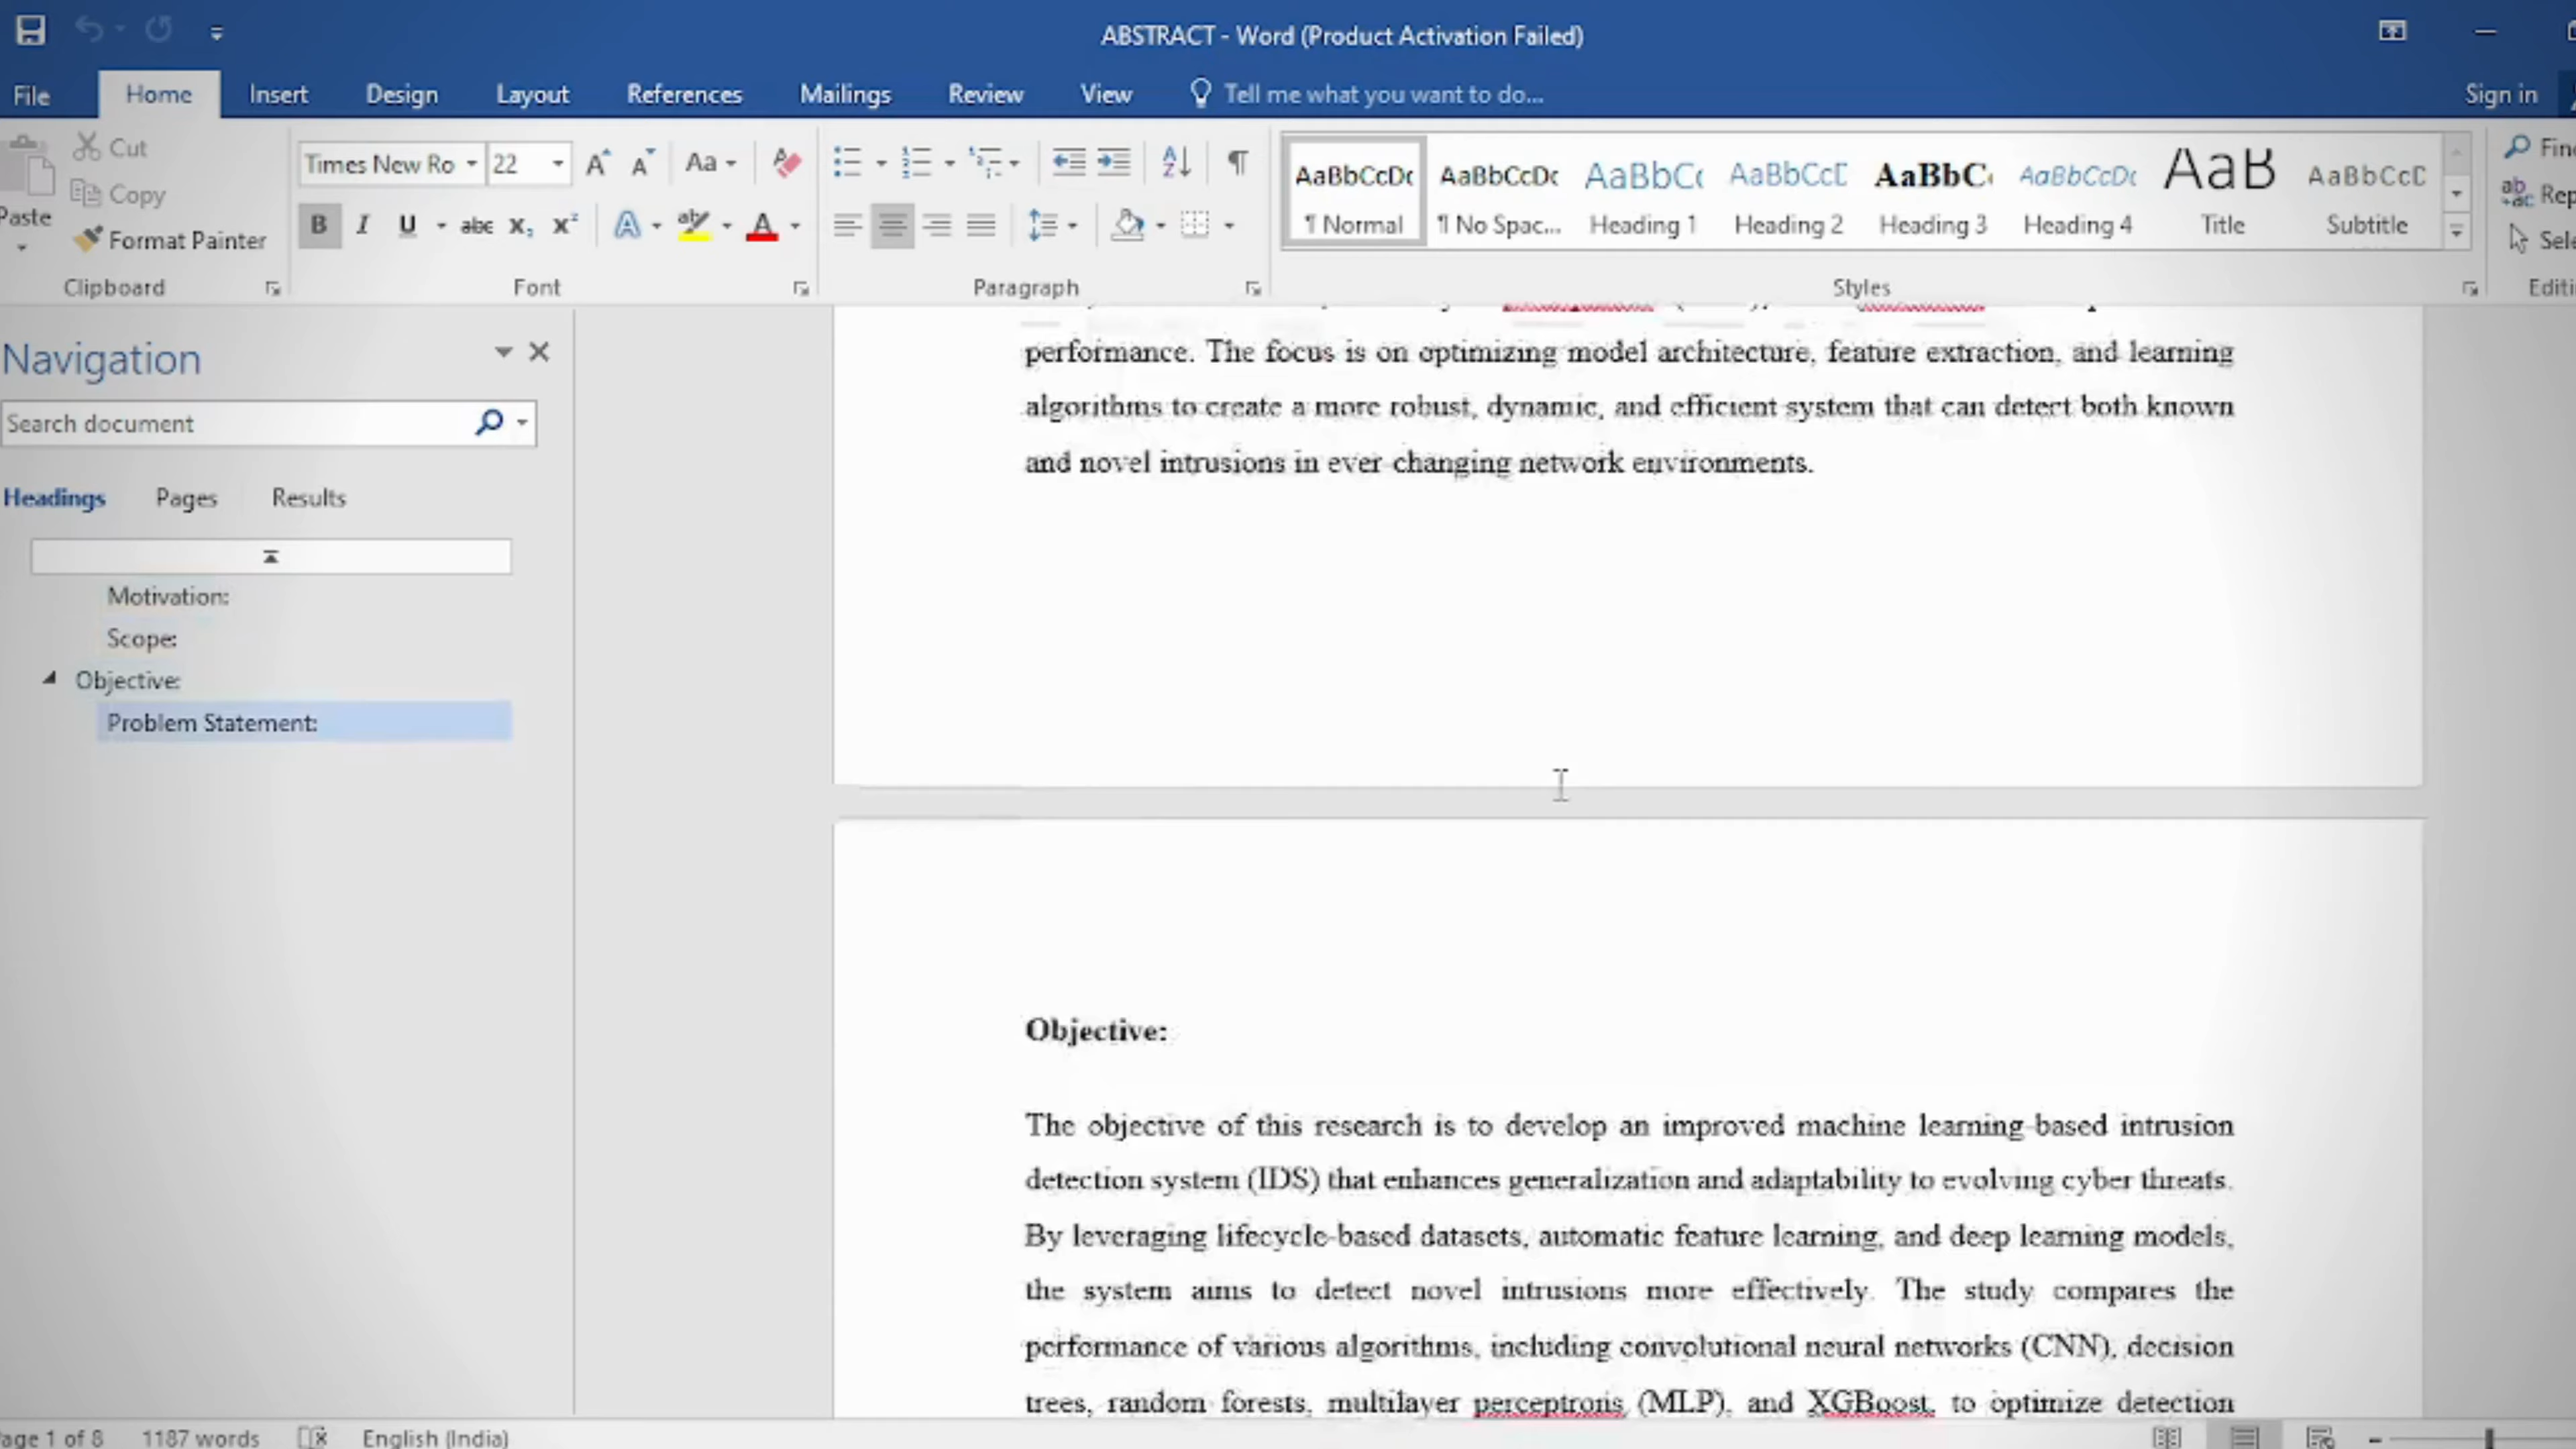 ABSTRACT - Word (Product Activation Failed)
File Home Insert Design Layout References Mailings Review View Tell me what you want to do... Sign in
Paste
Cut
Copy
Format Painter
Clipboard
Times New Ro 22 Aa
B I U abc X₂ X² A ab A
Font
A Z ¶
Paragraph
AaBbCcDc AaBbCcDc AaBbC AaBbCcD AaBbC AaBbCcDc AaB AaBbCcD
¶ Normal ¶ No Spac... Heading 1 Heading 2 Heading 3 Heading 4 Title Subtitle
Styles
Navigation
Search document
Headings Pages Results
Motivation:
Scope:
Objective:
Problem Statement:
performance. The focus is on optimizing model architecture, feature extraction, and learning
algorithms to create a more robust, dynamic, and efficient system that can detect both known
and novel intrusions in ever-changing network environments.
Objective:
The objective of this research is to develop an improved machine learning-based intrusion
detection system (IDS) that enhances generalization and adaptability to evolving cyber threats.
By leveraging lifecycle-based datasets, automatic feature learning, and deep learning models,
the system aims to detect novel intrusions more effectively. The study compares the
performance of various algorithms, including convolutional neural networks (CNN), decision
trees, random forests, multilayer perceptrons (MLP), and XGBoost, to optimize detection
age 1 of 8 1187 words English (India)